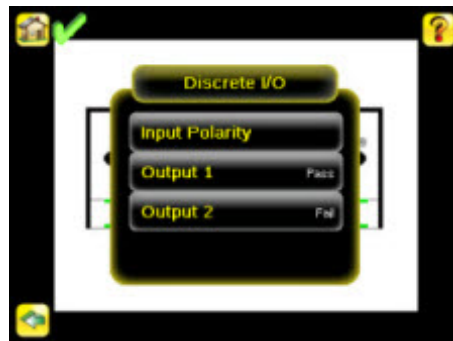 Discrete I/O
Input Polarity
Output 1 Pass
Output 2 Fail